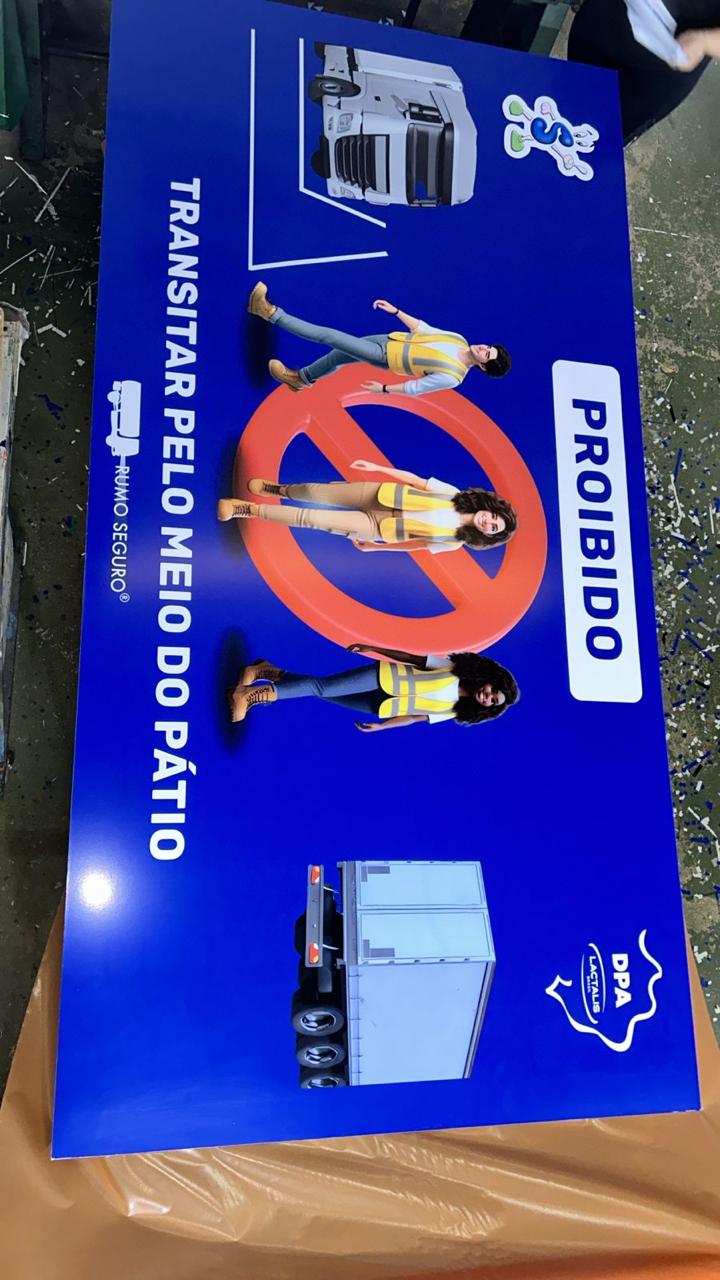 S
PROIBIDO
DPA
LACTALIS
TRANSITAR PELO MEIO DO PÁTIO
RUMO SEGURO®